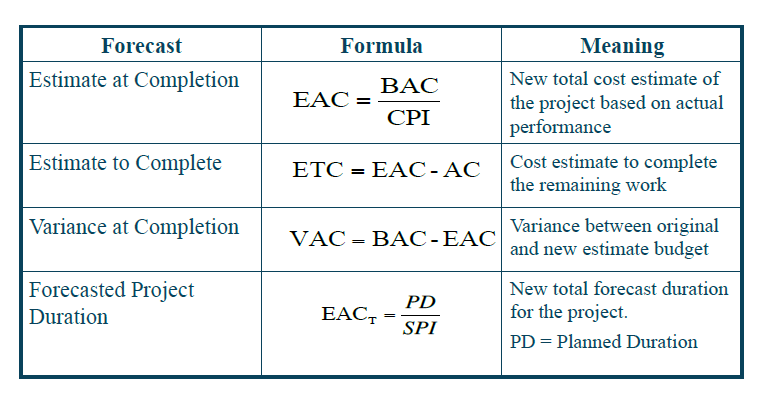 Forecast Formula Meaning
Estimate at Completion
EAC = BAC / CPI
New total cost estimate of
the project based on actual
performance
Estimate to Complete
ETC = EAC - AC
Cost estimate to complete
the remaining work
Variance at Completion
VAC = BAC - EAC
Variance between original
and new estimate budget
Forecasted Project
Duration
EAC_T = PD / SPI
New total forecast duration
for the project.
PD = Planned Duration